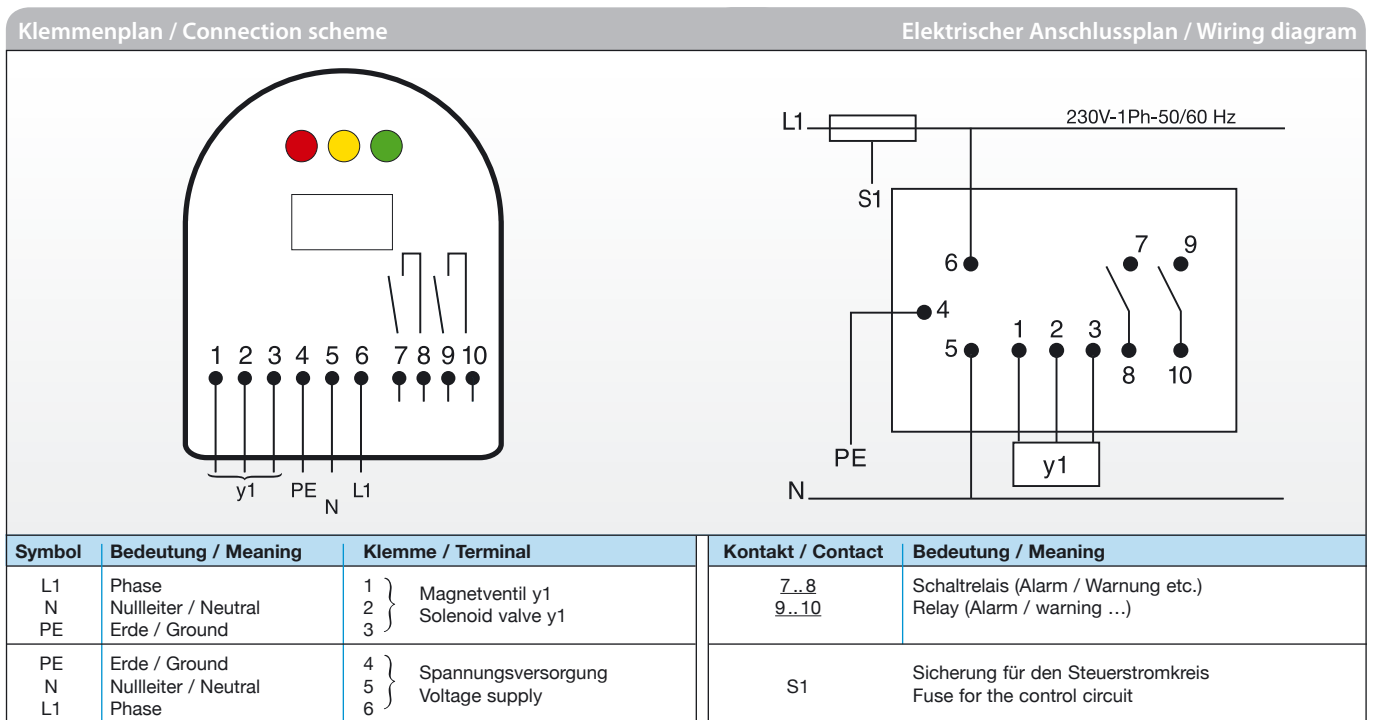 Klemmenplan / Connection scheme
Elektrischer Anschlussplan / Wiring diagram
1 2 3 4 5 6 7 8 9 10
y1 PE N L1
L1 230V-1Ph-50/60 Hz
S1
7 9
6
4
1 2 3
5
8 10
PE
y1
N
Symbol Bedeutung / Meaning Klemme / Terminal
L1 Phase 1
Magnetventil y1
N Nullleiter / Neutral 2
Solenoid valve y1
PE Erde / Ground 3
PE Erde / Ground 4
Spannungsversorgung
N Nullleiter / Neutral 5
Voltage supply
L1 Phase 6
Kontakt / Contact Bedeutung / Meaning
7..8 Schaltrelais (Alarm / Warnung etc.)
9..10 Relay (Alarm / warning …)
Sicherung für den Steuerstromkreis
S1
Fuse for the control circuit